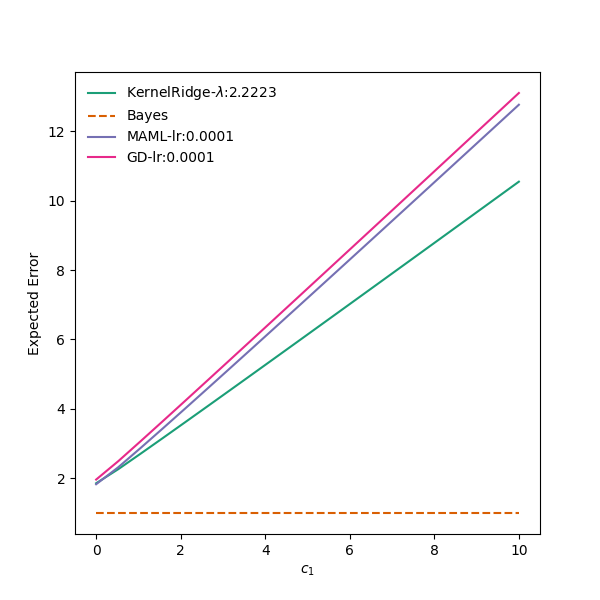 KernelRidge-λ:2.2223
Bayes
MAML-lr:0.0001
GD-lr:0.0001
Expected Error
12
10
8
6
4
2
0 2 4 6 8 10
c₁